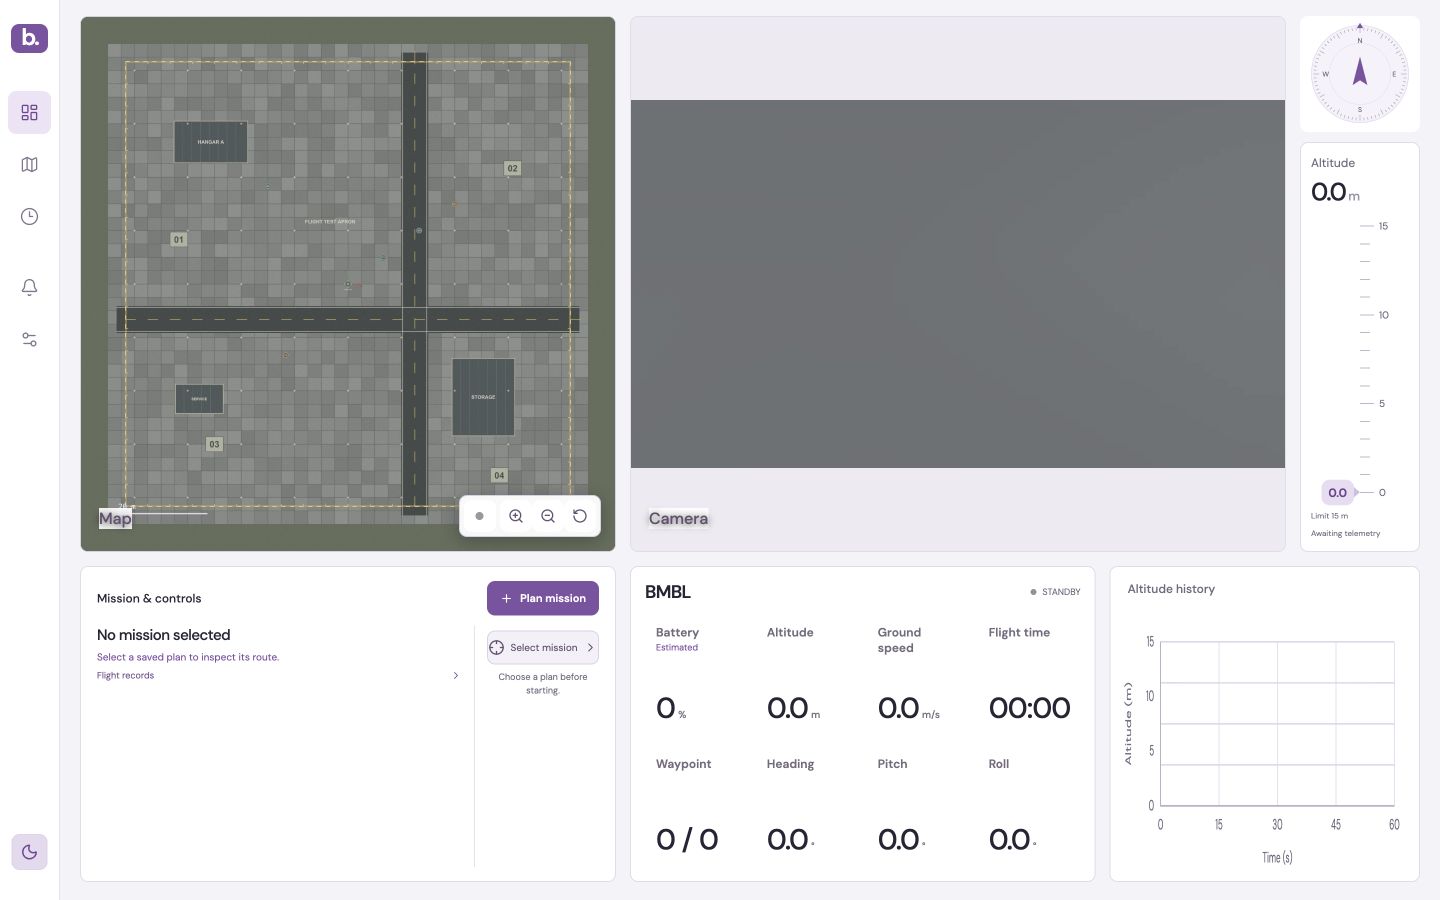 b.
HANGAR A
02
FLIGHT TEST APRON
01
SERVICE
STORAGE
03
04
Map
Camera
N
W
E
S
Altitude
0.0 m
15
10
5
0.0
0
Limit 15 m
Awaiting telemetry
Mission & controls
Plan mission
No mission selected
Select a saved plan to inspect its route.
Flight records
Select mission
Choose a plan before
starting.
BMBL
STANDBY
Battery
Estimated
Altitude
Ground
speed
Flight time
0 %
0.0 m
0.0 m/s
00:00
Waypoint
Heading
Pitch
Roll
0 / 0
0.0 °
0.0 °
0.0 °
Altitude history
Altitude (m)
15
10
5
0
0
15
30
45
60
Time (s)